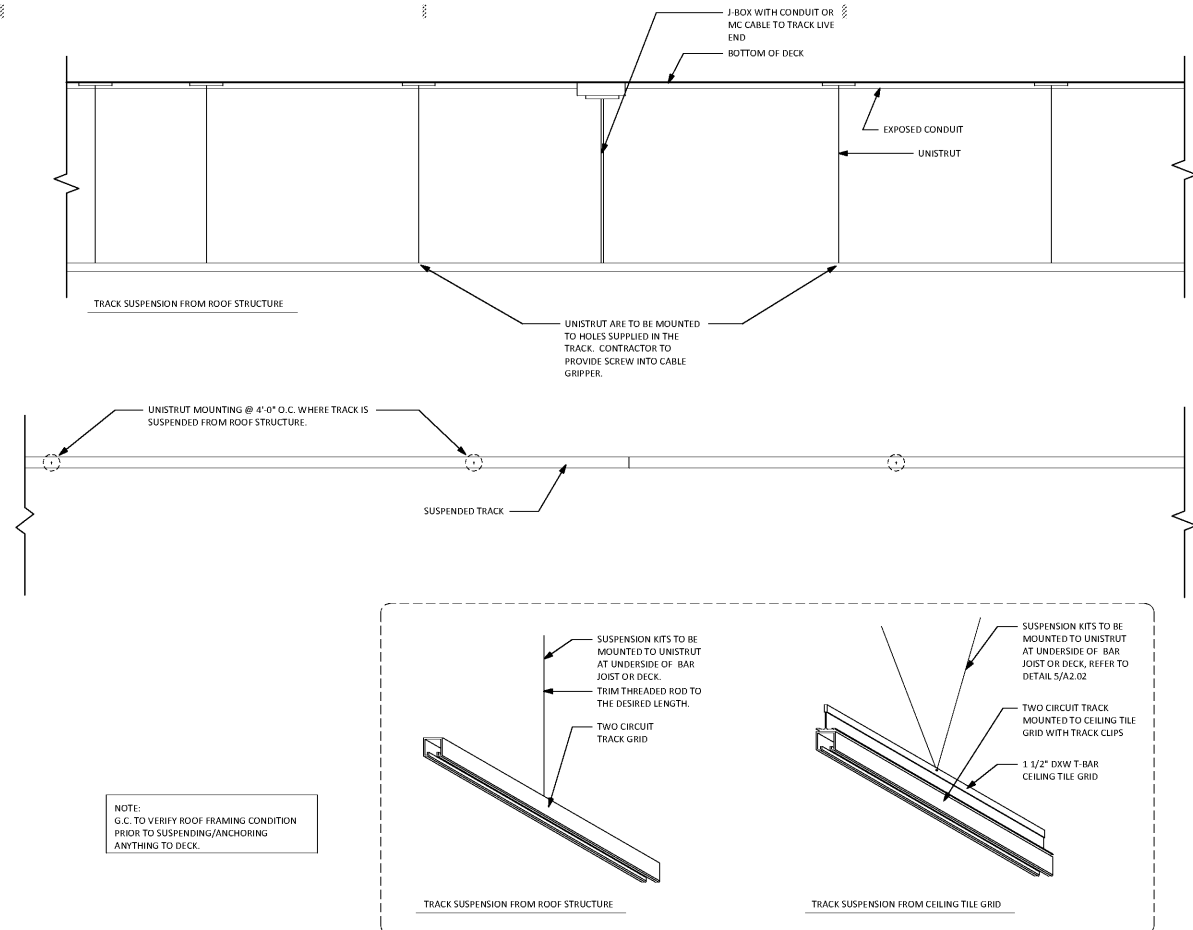 J-BOX WITH CONDUIT OR
MC CABLE TO TRACK LIVE
END
BOTTOM OF DECK
EXPOSED CONDUIT
UNISTRUT
TRACK SUSPENSION FROM ROOF STRUCTURE
UNISTRUT ARE TO BE MOUNTED
TO HOLES SUPPLIED IN THE
TRACK. CONTRACTOR TO
PROVIDE SCREW INTO CABLE
GRIPPER.
UNISTRUT MOUNTING @ 4'-0" O.C. WHERE TRACK IS
SUSPENDED FROM ROOF STRUCTURE.
SUSPENDED TRACK
SUSPENSION KITS TO BE
MOUNTED TO UNISTRUT
AT UNDERSIDE OF BAR
JOIST OR DECK.
TRIM THREADED ROD TO
THE DESIRED LENGTH.
TWO CIRCUIT
TRACK GRID
TRACK SUSPENSION FROM ROOF STRUCTURE
SUSPENSION KITS TO BE
MOUNTED TO UNISTRUT
AT UNDERSIDE OF BAR
JOIST OR DECK, REFER TO
DETAIL 5/A2.02
TWO CIRCUIT TRACK
MOUNTED TO CEILING TILE
GRID WITH TRACK CLIPS
1 1/2" DXW T-BAR
CEILING TILE GRID
TRACK SUSPENSION FROM CEILING TILE GRID
NOTE:
G.C. TO VERIFY ROOF FRAMING CONDITION
PRIOR TO SUSPENDING/ANCHORING
ANYTHING TO DECK.